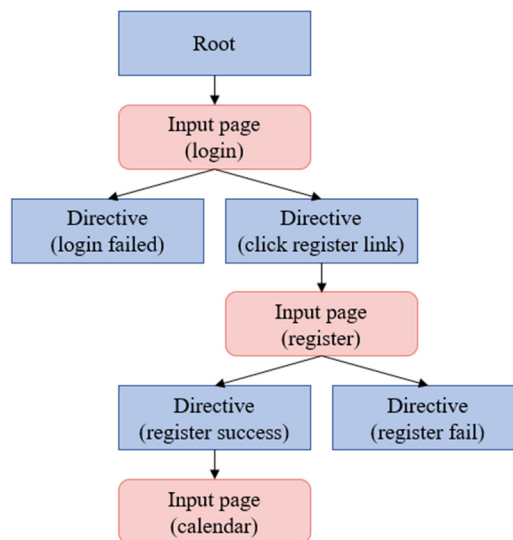 Root
Input page
(login)
Directive
(login failed)
Directive
(click register link)
Input page
(register)
Directive
(register success)
Directive
(register fail)
Input page
(calendar)